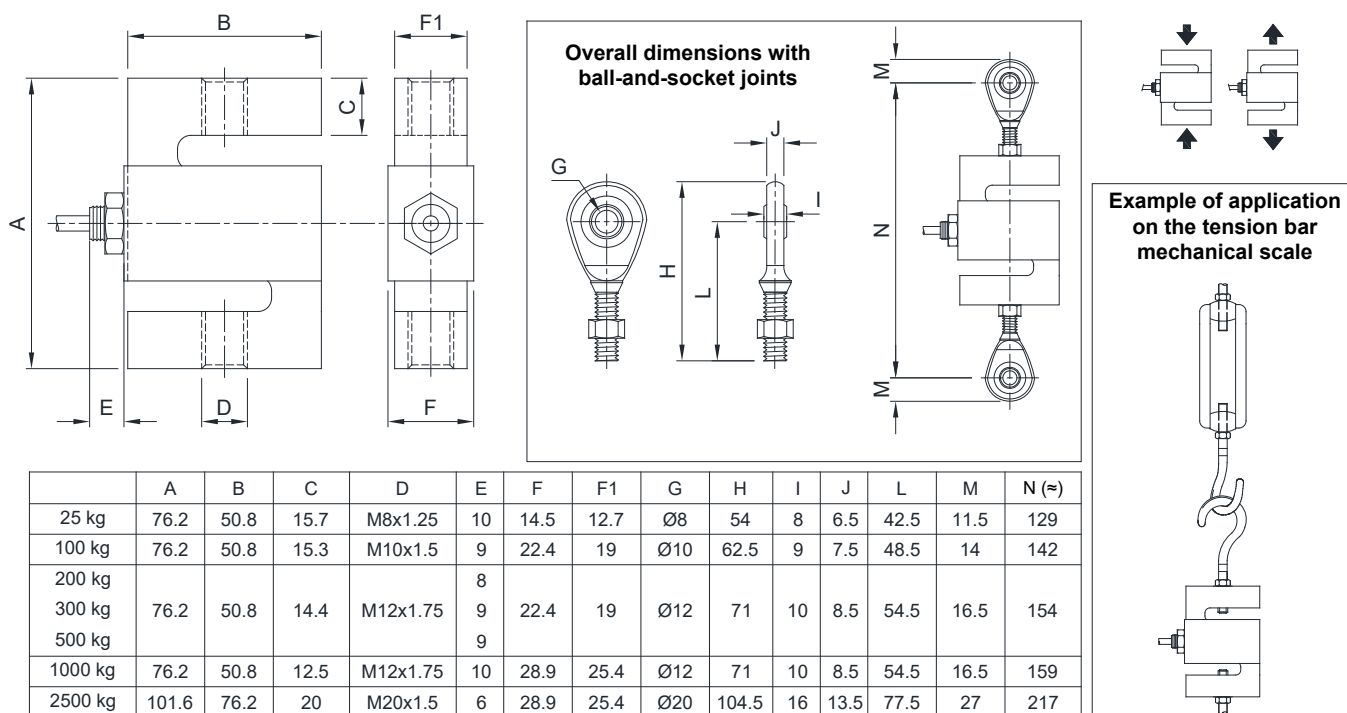 B
F1
C
A
E
D
F
Overall dimensions with
ball-and-socket joints
G
J
I
H
L
M
N
M
Example of application
on the tension bar
mechanical scale
A B C D E F F1 G H I J L M N (≈)
25 kg 76.2 50.8 15.7 M8x1.25 10 14.5 12.7 Ø8 54 8 6.5 42.5 11.5 129
100 kg 76.2 50.8 15.3 M10x1.5 9 22.4 19 Ø10 62.5 9 7.5 48.5 14 142
200 kg 8
300 kg 76.2 50.8 14.4 M12x1.75 9 22.4 19 Ø12 71 10 8.5 54.5 16.5 154
500 kg 9
1000 kg 76.2 50.8 12.5 M12x1.75 10 28.9 25.4 Ø12 71 10 8.5 54.5 16.5 159
2500 kg 101.6 76.2 20 M20x1.5 6 28.9 25.4 Ø20 104.5 16 13.5 77.5 27 217